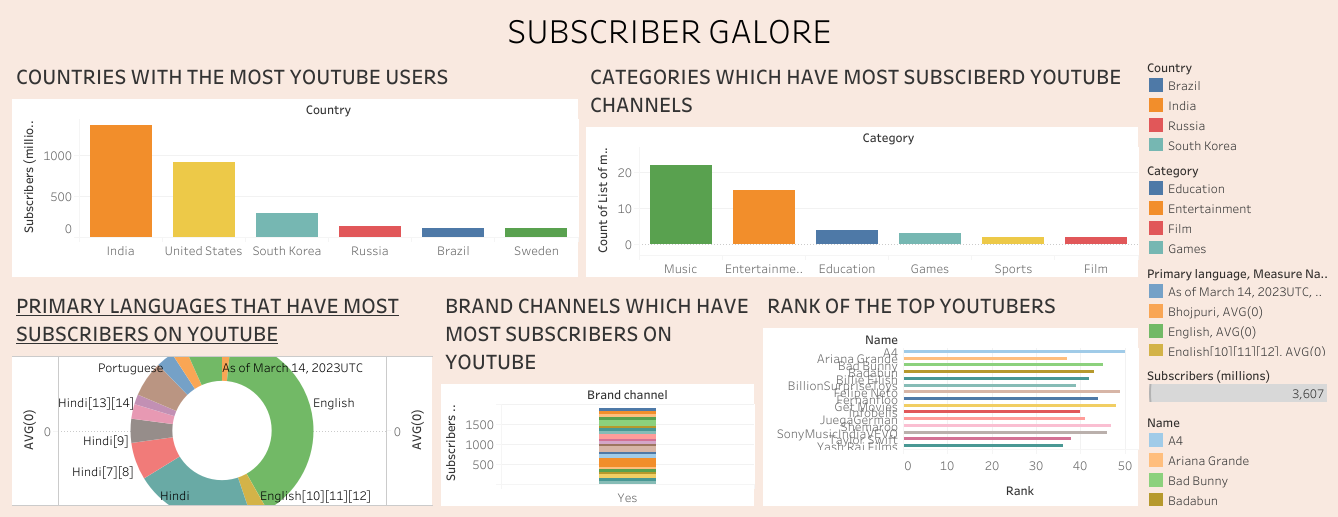 SUBSCRIBER GALORE
COUNTRIES WITH THE MOST YOUTUBE USERS
Country
Subscribers (millio..
1000
500
0
India
United States
South Korea
Russia
Brazil
Sweden
CATEGORIES WHICH HAVE MOST SUBSCIBERD YOUTUBE
CHANNELS
Category
Count of List of m..
20
10
0
Music
Entertainme..
Education
Games
Sports
Film
Country
Brazil
India
Russia
South Korea
Category
Education
Entertainment
Film
Games
Primary language, Measure Na..
As of March 14, 2023UTC, ..
Bhojpuri, AVG(0)
English, AVG(0)
English[10][11][12], AVG(0)
Subscribers (millions)
3,607
Name
A4
Ariana Grande
Bad Bunny
Badabun
PRIMARY LANGUAGES THAT HAVE MOST
SUBSCRIBERS ON YOUTUBE
AVG(0)
0
Portuguese
As of March 14, 2023UTC
Hindi[13][14]
English
Hindi[9]
Hindi[7][8]
Hindi
English[10][11][12]
0
AVG(0)
BRAND CHANNELS WHICH HAVE
MOST SUBSCRIBERS ON
YOUTUBE
Brand channel
Subscribers ..
1500
1000
500
Yes
RANK OF THE TOP YOUTUBERS
Name
A4
Ariana Grande
Bad Bunny
Badabun
Billie Eilish
BillionSurpriseToys
Felipe Neto
Fernanfloo
Get Movies
Infobells
JuegaGerman
Shemaroo
SonyMusicIndiaVEVO
Taylor Swift
Yash Raj Films
0
10
20
30
40
50
Rank